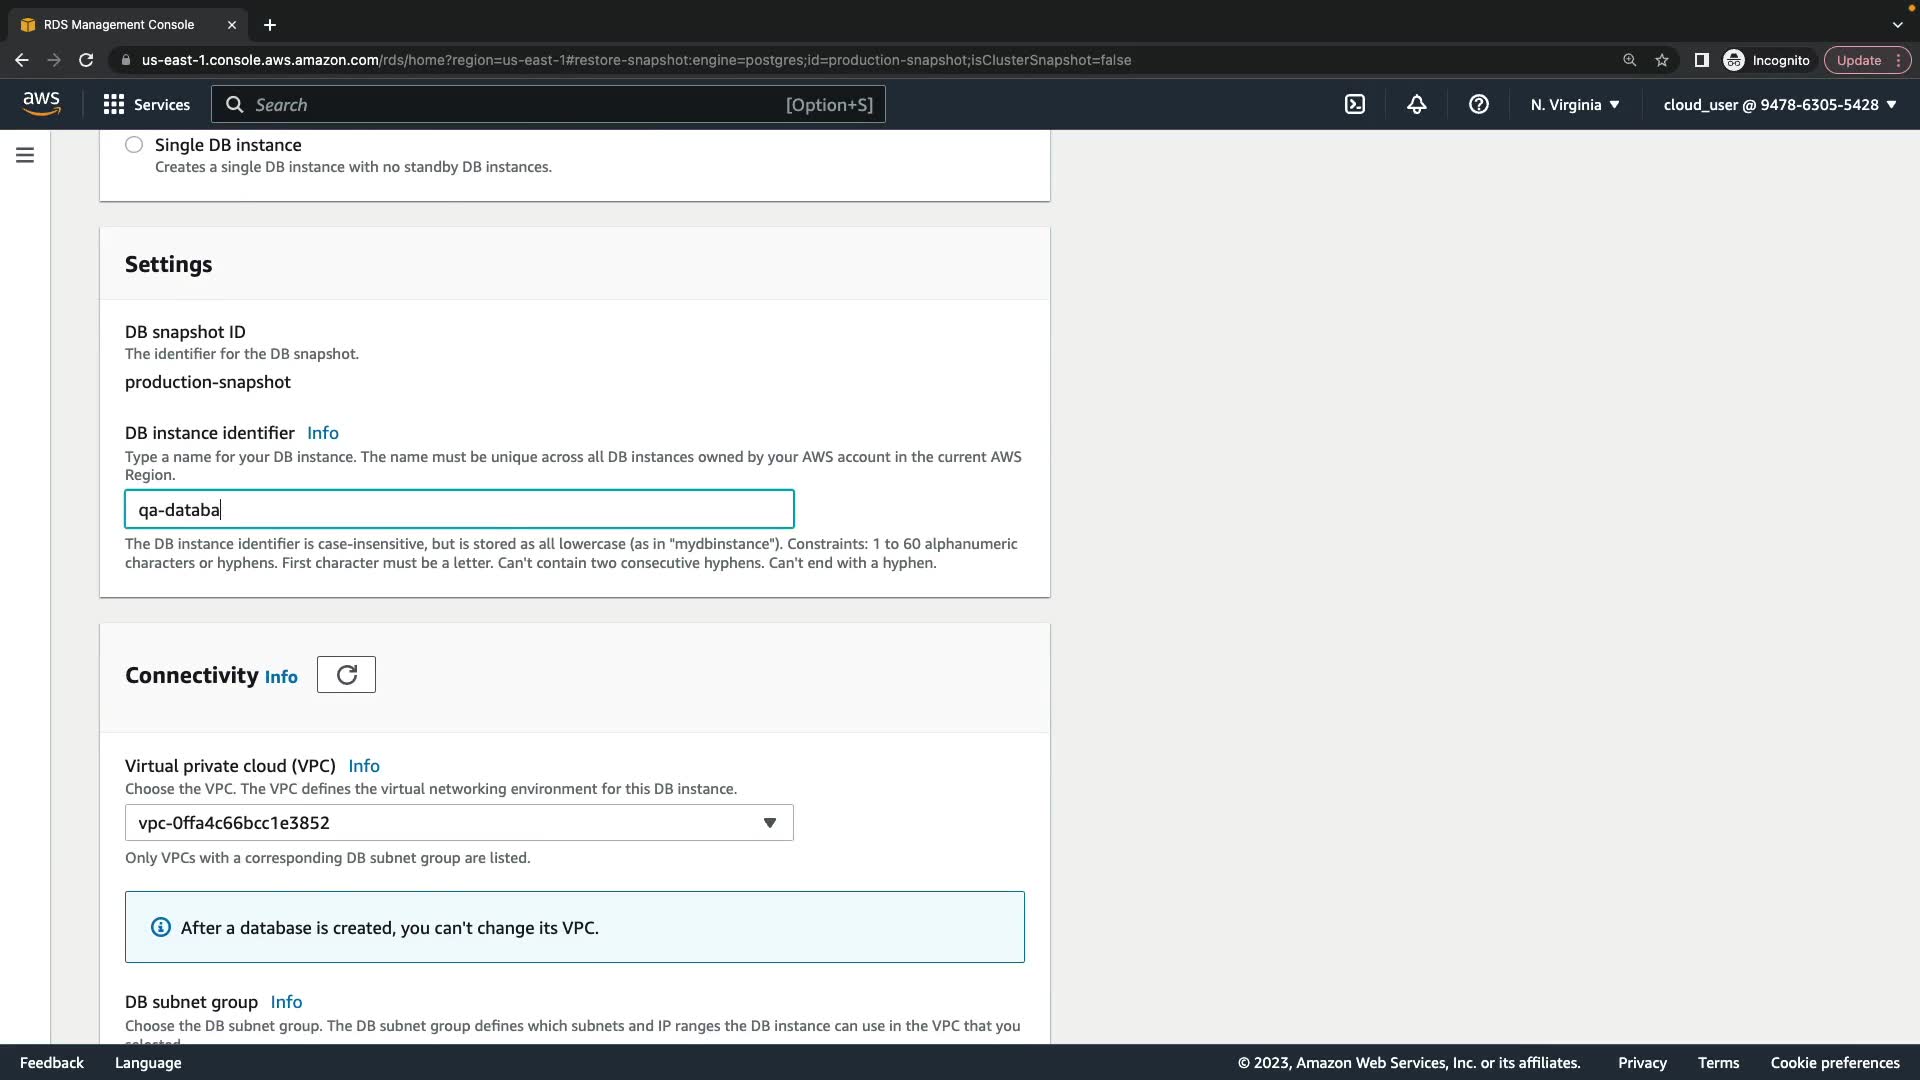 RDS Management Console
us-east-1.console.aws.amazon.com/rds/home?region=us-east-1#restore-snapshot:engine=postgres;id=production-snapshot;isClusterSnapshot=false
Incognito
Update
aws
Services
Search
[Option+S]
N. Virginia
cloud_user @ 9478-6305-5428
Single DB instance
Creates a single DB instance with no standby DB instances.
Settings
DB snapshot ID
The identifier for the DB snapshot.
production-snapshot
DB instance identifier Info
Type a name for your DB instance. The name must be unique across all DB instances owned by your AWS account in the current AWS
Region.
qa-databa
The DB instance identifier is case-insensitive, but is stored as all lowercase (as in "mydbinstance"). Constraints: 1 to 60 alphanumeric
characters or hyphens. First character must be a letter. Can't contain two consecutive hyphens. Can't end with a hyphen.
Connectivity Info
Virtual private cloud (VPC) Info
Choose the VPC. The VPC defines the virtual networking environment for this DB instance.
vpc-0ffa4c66bcc1e3852
Only VPCs with a corresponding DB subnet group are listed.
After a database is created, you can't change its VPC.
DB subnet group Info
Choose the DB subnet group. The DB subnet group defines which subnets and IP ranges the DB instance can use in the VPC that you
selected.
Feedback
Language
© 2023, Amazon Web Services, Inc. or its affiliates.
Privacy
Terms
Cookie preferences